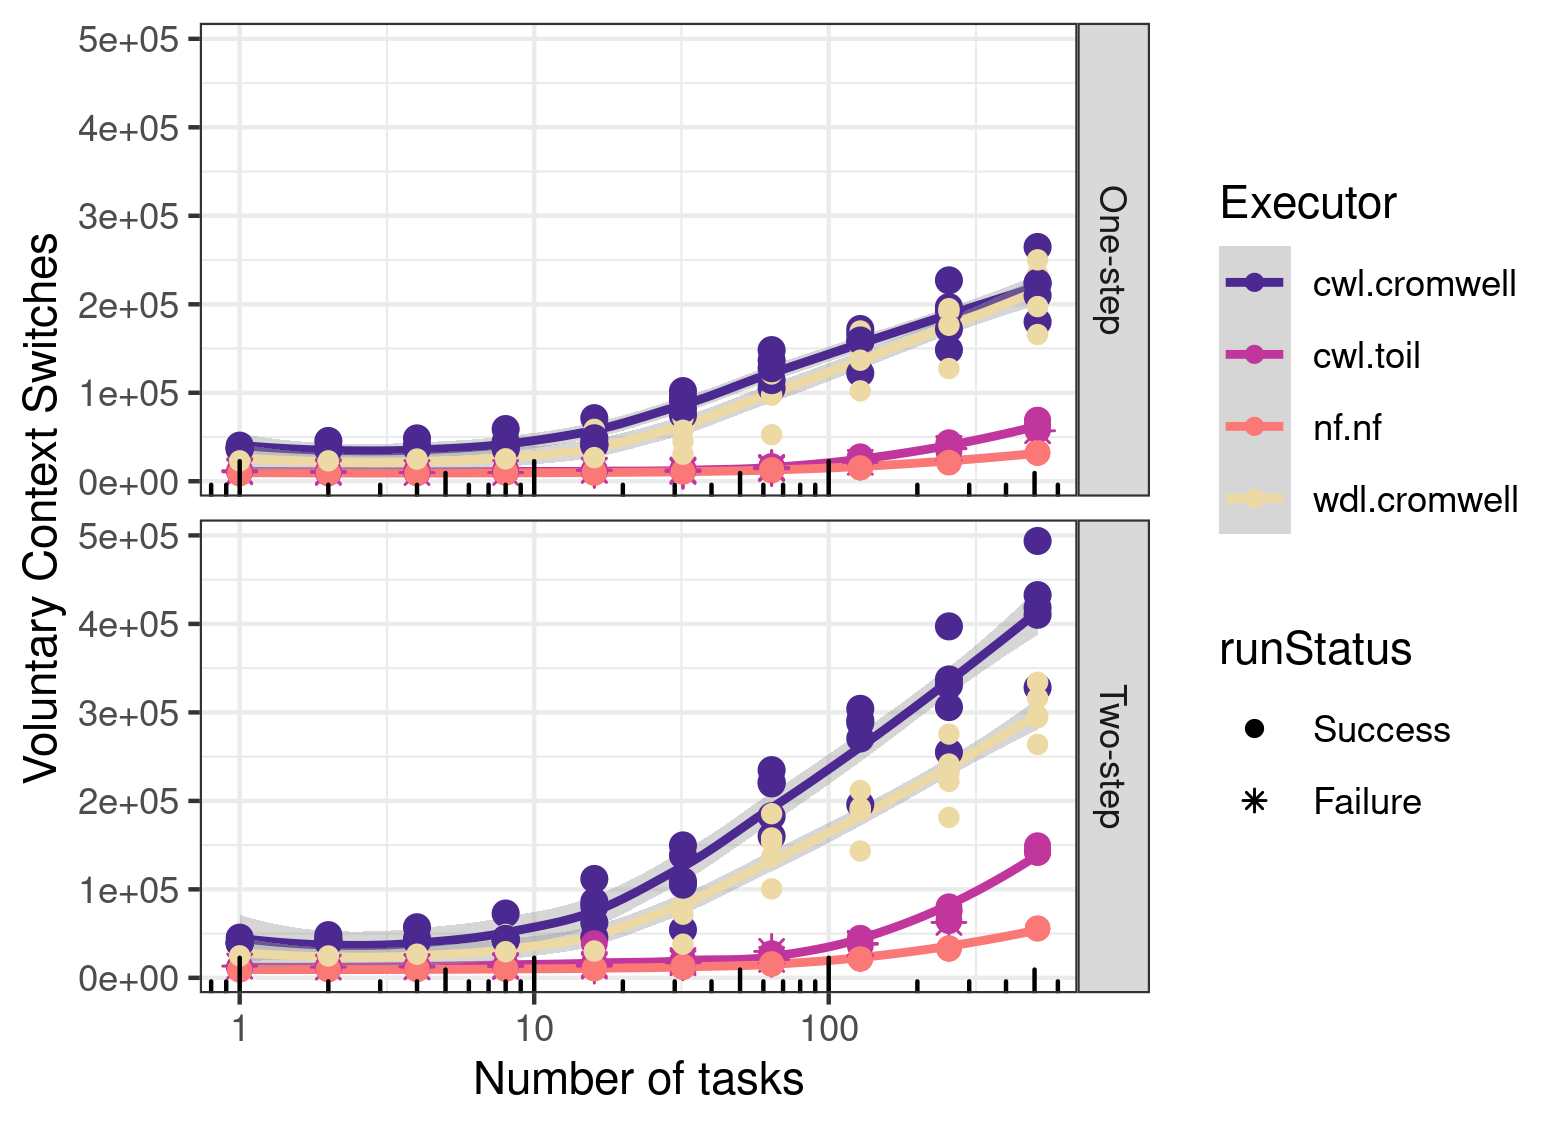 Voluntary Context Switches
5e+05
4e+05
3e+05
2e+05
1e+05
0e+00
One-step
5e+05
4e+05
3e+05
2e+05
1e+05
0e+00
Two-step
1 10 100
Number of tasks
Executor
cwl.cromwell
cwl.toil
nf.nf
wdl.cromwell
runStatus
Success
Failure